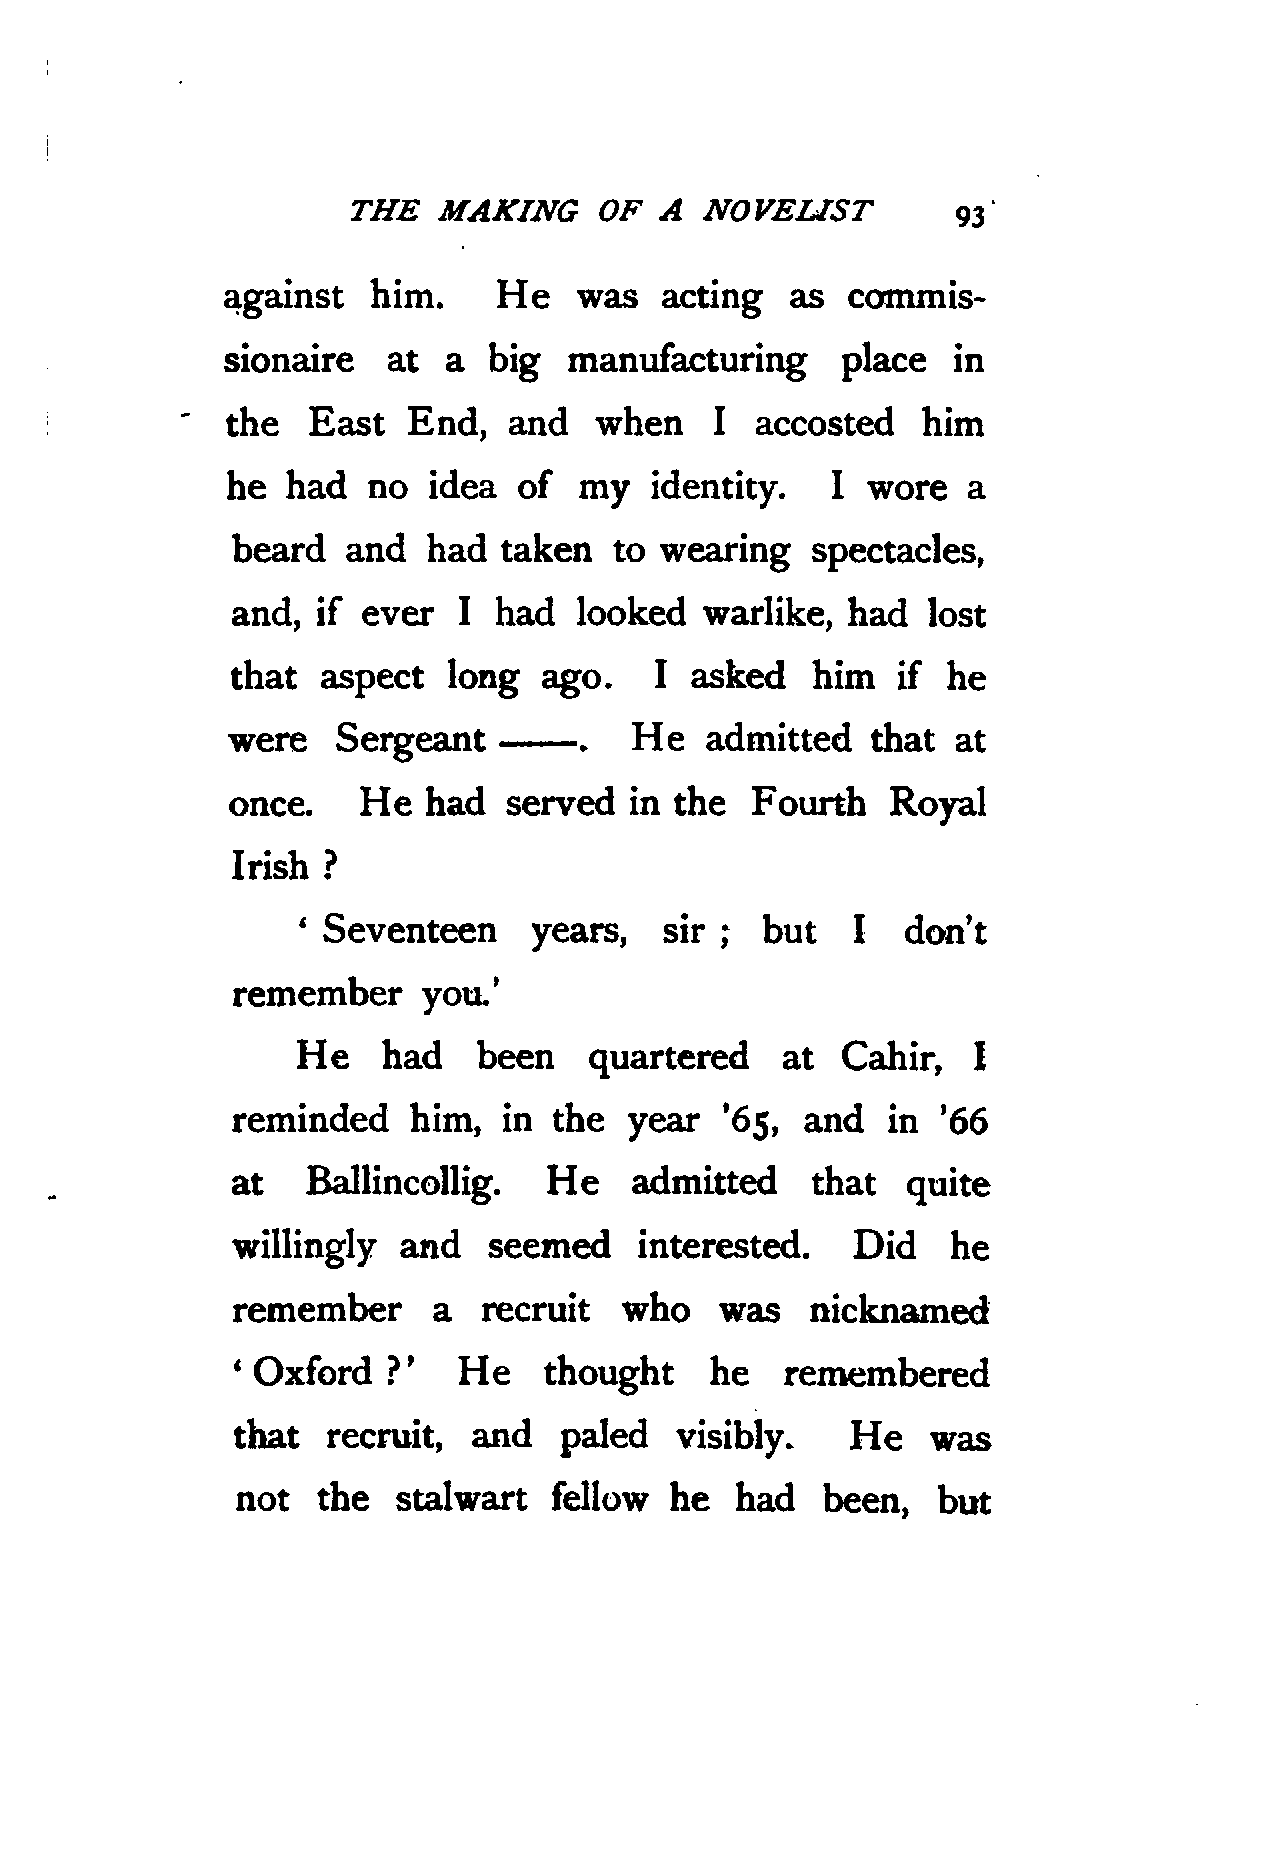 THE MAKING OF A NOVELIST 93
against him. He was acting as commis-
sionaire at a big manufacturing place in
the East End, and when I accosted him
he had no idea of my identity. I wore a
beard and had taken to wearing spectacles,
and, if ever I had looked warlike, had lost
that aspect long ago. I asked him if he
were Sergeant ——. He admitted that at
once. He had served in the Fourth Royal
Irish ?
‘ Seventeen years, sir ; but I don’t
remember you.’
He had been quartered at Cahir, I
reminded him, in the year ’65, and in ’66
at Ballincollig. He admitted that quite
willingly and seemed interested. Did he
remember a recruit who was nicknamed
‘ Oxford ?’ He thought he remembered
that recruit, and paled visibly. He was
not the stalwart fellow he had been, but